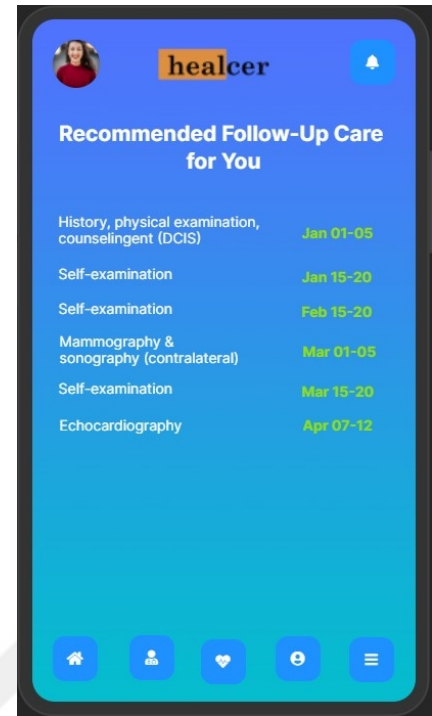 healcer
Recommended Follow-Up Care
for You
History, physical examination,
counselingent (DCIS)
Jan 01-05
Self-examination
Jan 15-20
Self-examination
Feb 15-20
Mammography &
sonography (contralateral)
Mar 01-05
Self-examination
Mar 15-20
Echocardiography
Apr 07-12